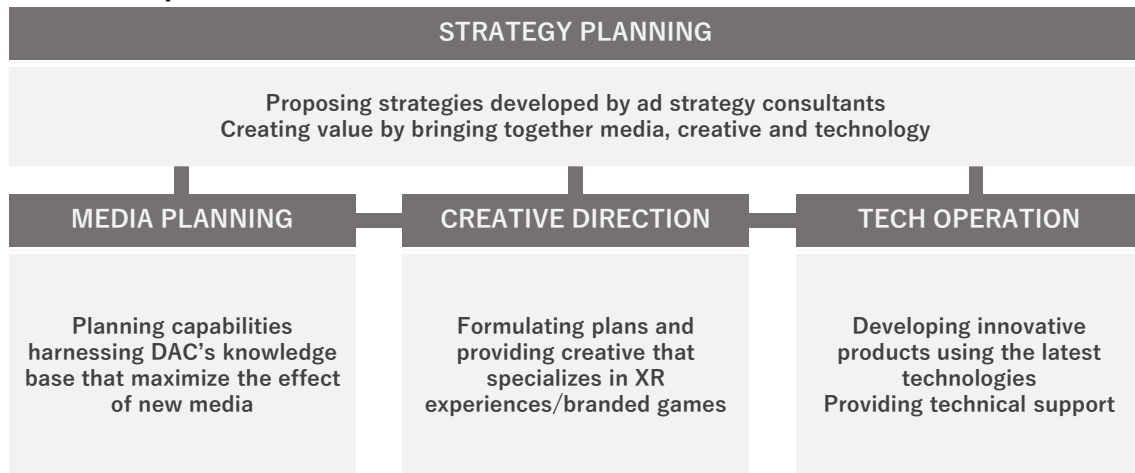 STRATEGY PLANNING
Proposing strategies developed by ad strategy consultants
Creating value by bringing together media, creative and technology
MEDIA PLANNING
CREATIVE DIRECTION
TECH OPERATION
Planning capabilities
harnessing DAC’s knowledge
base that maximize the effect
of new media
Formulating plans and
providing creative that
specializes in XR
experiences/branded games
Developing innovative
products using the latest
technologies
Providing technical support